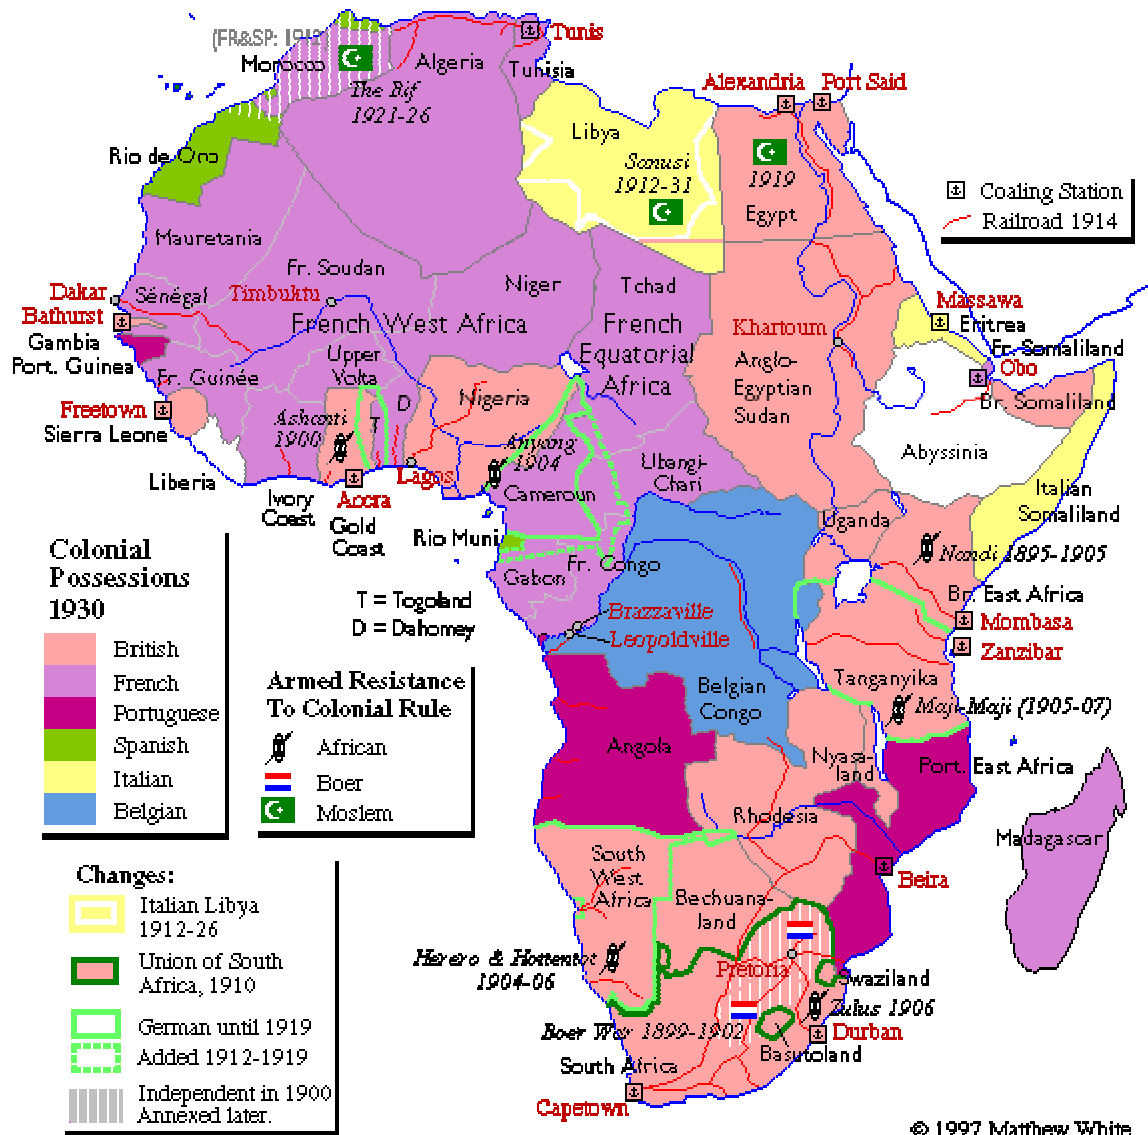 (FR&SP: 1912)
Morocco
The Rif
1921-26
Algeria
Tunis
Tunisia
Alexandria
Port Said
Libya
Sanusi
1912-31
1919
Egypt
Coaling Station
Railroad 1914
Rio de Oro
Mauretania
Fr. Soudan
Niger
Tchad
Dakar
Sénégal
Timbuktu
Bathurst
Gambia
Port. Guinea
French West Africa
French
Equatorial
Africa
Khartoum
Massawa
Eritrea
Fr. Somaliland
Obo
Br. Somaliland
Anglo-
Egyptian
Sudan
Upper
Volta
Fr. Guinée
Nigeria
Freetown
Sierra Leone
Ashanti
1900
T
D
Anyang
1904
Abyssinia
Liberia
Lagos
Ubangi-
Chari
Italian
Somaliland
Ivory
Coast
Accra
Gold
Coast
Cameroun
Uganda
Nandi 1895-1905
Rio Muni
Gabon
Fr. Congo
Br. East Africa
Mombasa
Zanzibar
T = Togoland
D = Dahomey
Brazzaville
Leopoldville
Colonial
Possessions
1930
British
French
Portuguese
Spanish
Italian
Belgian
Armed Resistance
To Colonial Rule
African
Boer
Moslem
Belgian
Congo
Tanganyika
Maji-Maji (1905-07)
Angola
Nyasa-
land
Port. East Africa
Rhodesia
Madagascar
South
West
Africa
Bechuana-
land
Beira
Changes:
Italian Libya
1912-26
Union of South
Africa, 1910
German until 1919
Added 1912-1919
Independent in 1900
Annexed later.
Herero & Hottentot
1904-06
Pretoria
Swaziland
Zulus 1906
Boer War 1899-1902
Durban
Basutoland
South Africa
Capetown
© 1997 Matthew White